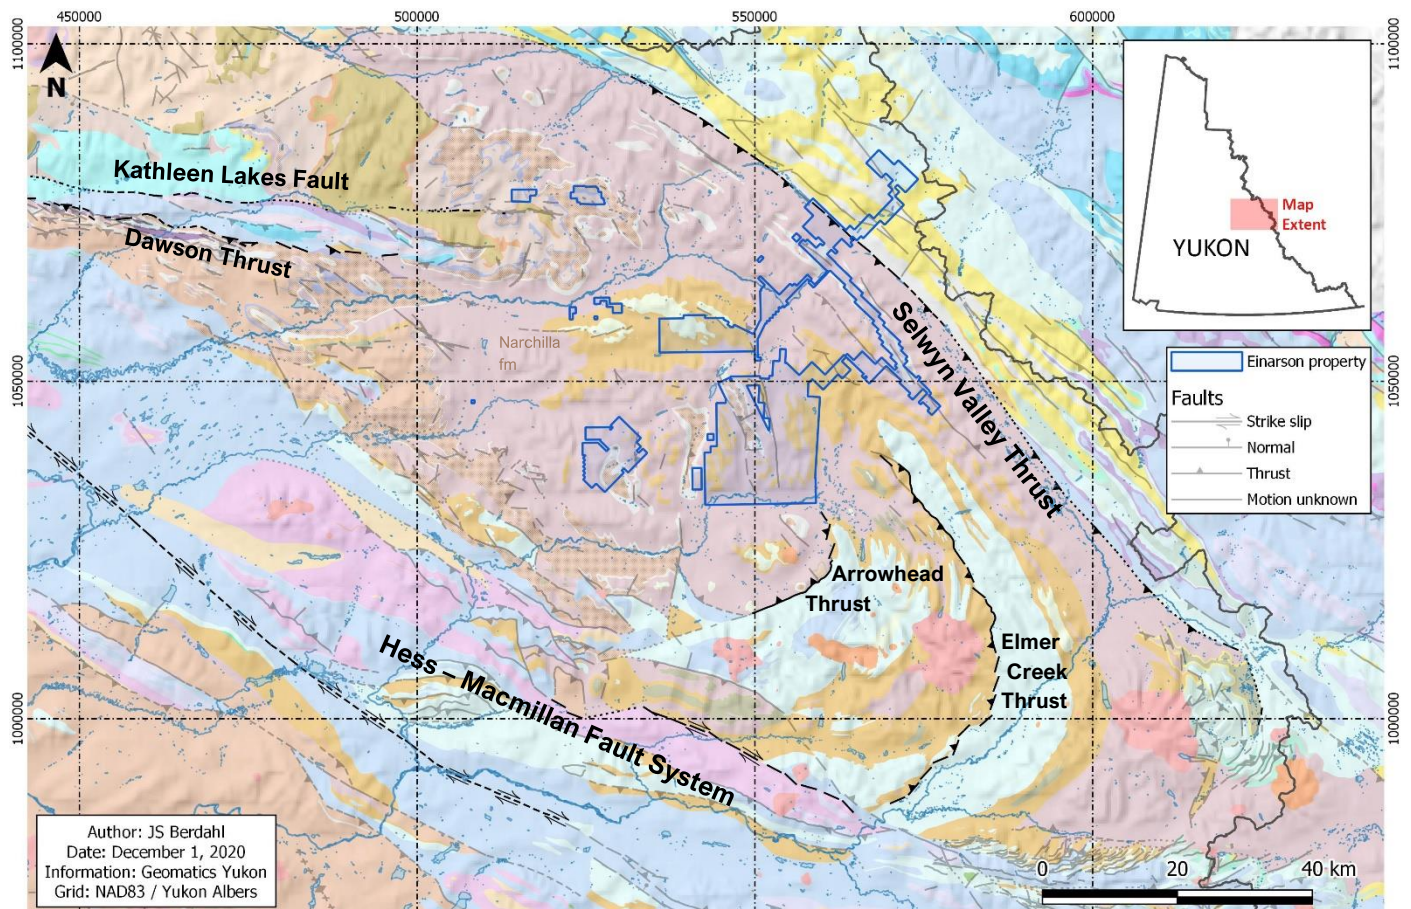 450000
500000
550000
600000
1100000
1100000
N
Kathleen Lakes Fault
Dawson Thrust
Map
Extent
YUKON
Narchilla
fm
Selwyn Valley Thrust
1050000
1050000
Einarson property
Faults
Strike slip
Normal
Thrust
Motion unknown
Arrowhead
Thrust
Elmer
Creek
Thrust
Hess – Macmillan Fault System
1000000
1000000
Author: JS Berdahl
Date: December 1, 2020
Information: Geomatics Yukon
Grid: NAD83 / Yukon Albers
0 20 40 km